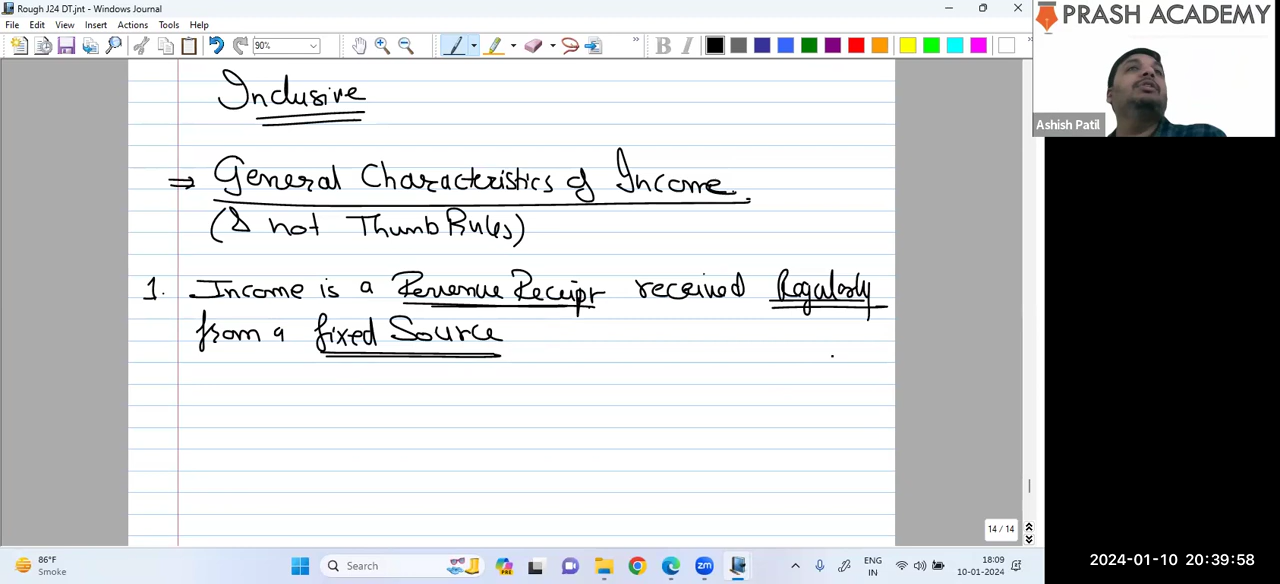 Rough J24 DT.jnt - Windows Journal
PRASH ACADEMY
File Edit View Insert Actions Tools Help
90%
B I
Ashish Patil
Inclusive
⇒ General Characteristics of Income.
(& not Thumb Rules)
1. Income is a Revenue Receipt received Regularly
from a fixed Source
14 / 14
86°F
Smoke
Search
ENG
IN
18:09
10-01-2024
2024-01-10 20:39:58